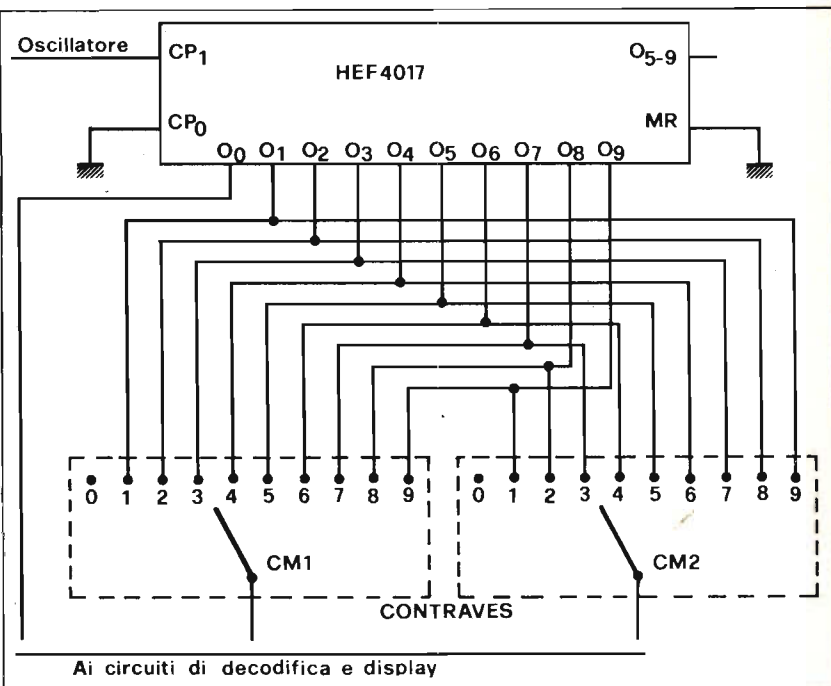 Oscillatore
CP1
HEF4017
O5-9
CP0
MR
O0 O1 O2 O3 O4 O5 O6 O7 O8 O9
0 1 2 3 4 5 6 7 8 9
0 1 2 3 4 5 6 7 8 9
CM1
CM2
CONTRAVES
Ai circuiti di decodifica e display